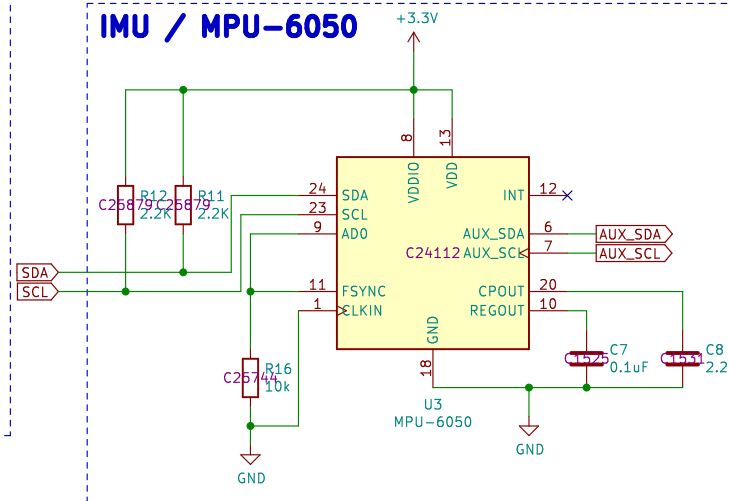 IMU / MPU-6050
+3.3V
8
13
VDDIO
VDD
R12
2.2K
C25879
R11
2.2K
C25879
24
SDA
23
SCL
9
AD0
11
FSYNC
1
CLKIN
INT
12
AUX_SDA
6
AUX_SDA
C24112
AUX_SCL
7
AUX_SCL
CPOUT
20
REGOUT
10
GND
18
SDA
SCL
R16
10k
C25744
C7
0.1uF
C1525
C8
2.2
C1531
U3
MPU-6050
GND
GND